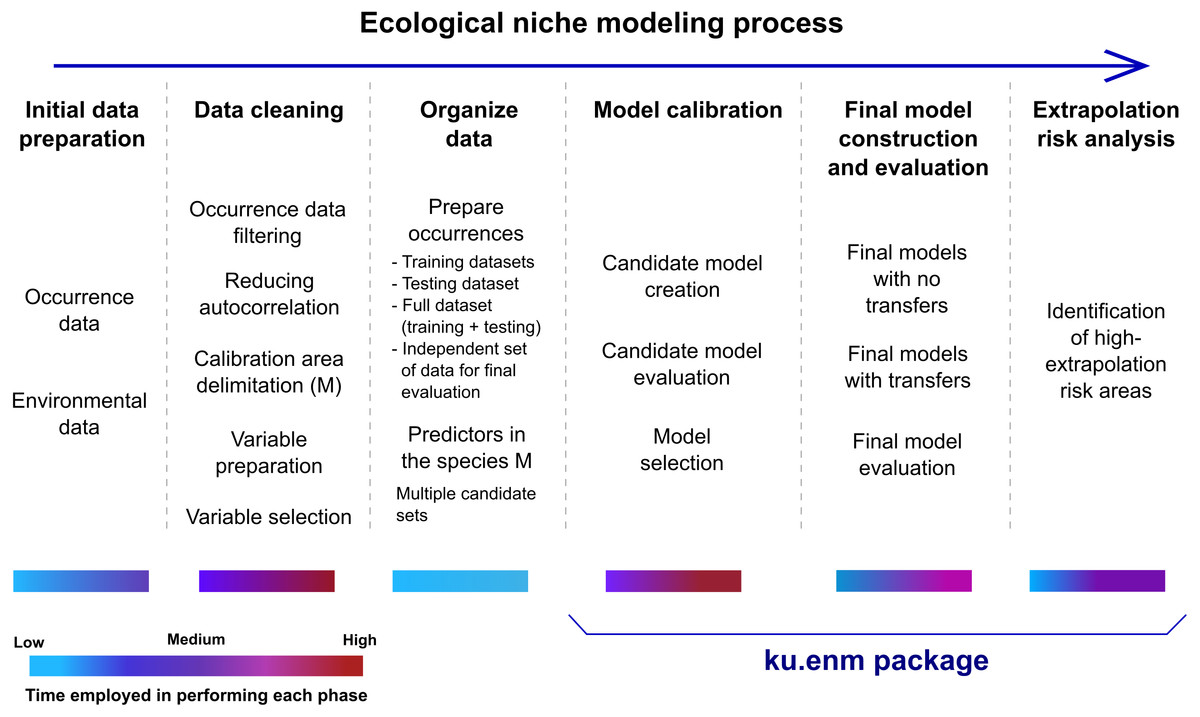 Ecological niche modeling process
Initial data
preparation
Occurrence
data
Environmental
data
Data cleaning
Occurrence data
filtering
Reducing
autocorrelation
Calibration area
delimitation (M)
Variable
preparation
Variable selection
Organize
data
Prepare
occurrences
- Training datasets
- Testing dataset
- Full dataset
(training + testing)
- Independent set
of data for final
evaluation
Predictors in
the species M
Multiple candidate
sets
Model calibration
Candidate model
creation
Candidate model
evaluation
Model
selection
Final model
construction
and evaluation
Final models
with no
transfers
Final models
with transfers
Final model
evaluation
Extrapolation
risk analysis
Identification
of high-
extrapolation
risk areas
Low
Medium
High
Time employed in performing each phase
ku.enm package